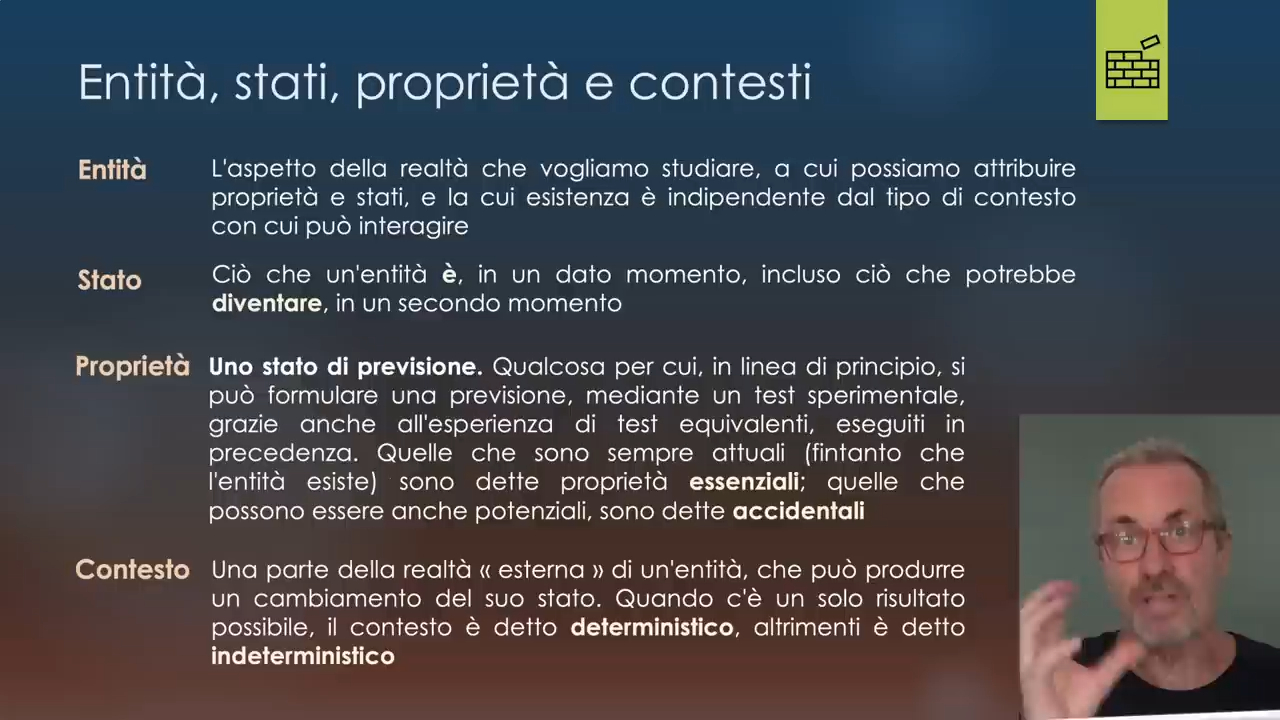 Entità, stati, proprietà e contesti
Entità
L'aspetto della realtà che vogliamo studiare, a cui possiamo attribuire
proprietà e stati, e la cui esistenza è indipendente dal tipo di contesto
con cui può interagire
Stato
Ciò che un'entità è, in un dato momento, incluso ciò che potrebbe
diventare, in un secondo momento
Proprietà
Uno stato di previsione. Qualcosa per cui, in linea di principio, si
può formulare una previsione, mediante un test sperimentale,
grazie anche all'esperienza di test equivalenti, eseguiti in
precedenza. Quelle che sono sempre attuali (fintanto che
l'entità esiste) sono dette proprietà essenziali; quelle che
possono essere anche potenziali, sono dette accidentali
Contesto
Una parte della realtà « esterna » di un'entità, che può produrre
un cambiamento del suo stato. Quando c'è un solo risultato
possibile, il contesto è detto deterministico, altrimenti è detto
indeterministico